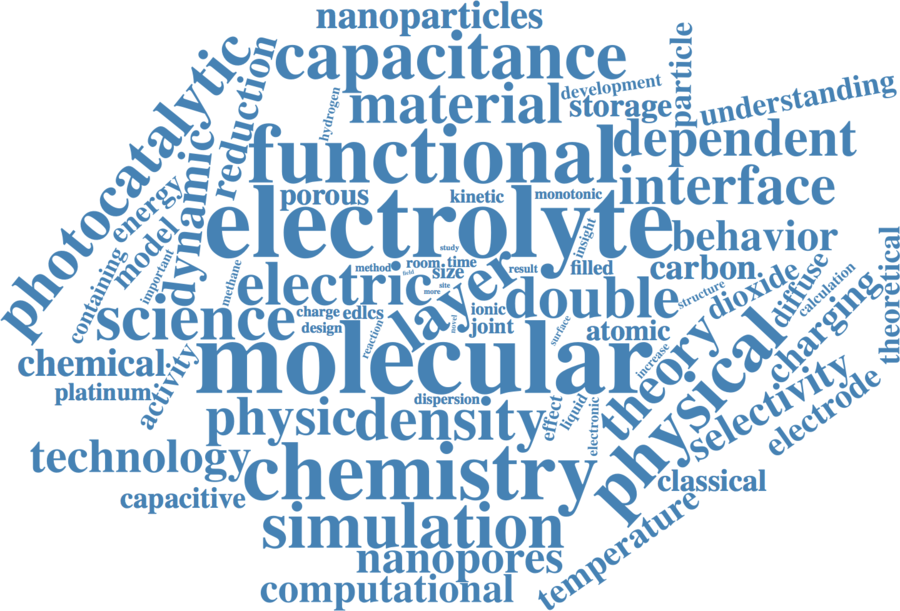 nanoparticles
capacitance
photocatalytic
reduction
hydrogen
material
development
storage
particle
understanding
functional
dependent
dynamic
energy
porous
kinetic
monotonic
interface
electrolyte
behavior
insight
study
containing
model
important
methane
electric
method
room
time
field
size
site
more
layer
result
filled
carbon
dioxide
diffuse
calculation
theoretical
science
charge
edlcs
design
reaction
novel
ionic
joint
double
structure
surface
atomic
charging
chemical
platinum
activity
molecular
increase
theory
physical
selectivity
electrode
dispersion
physic
density
effect
liquid
electronic
technology
capacitive
chemistry
classical
simulation
nanopores
temperature
computational